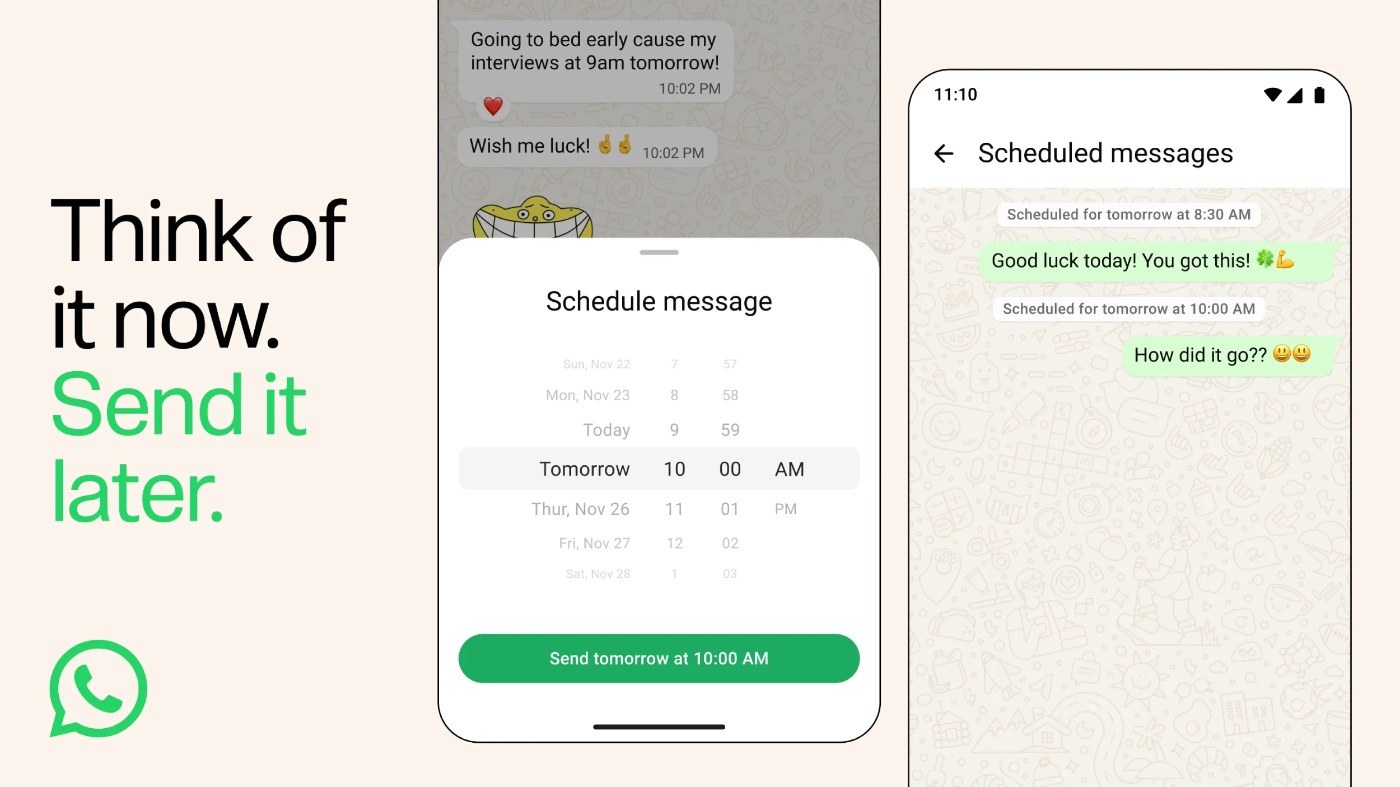 Think of
it now.
Send it
later.
Going to bed early cause my
interviews at 9am tomorrow!
10:02 PM
❤️
Wish me luck! 🤞🤞 10:02 PM
Schedule message
Sun, Nov 22 7 57
Mon, Nov 23 8 58
Today 9 59
Tomorrow 10 00 AM
Thur, Nov 26 11 01 PM
Fri, Nov 27 12 02
Sat, Nov 28 1 03
Send tomorrow at 10:00 AM
11:10
Scheduled messages
Scheduled for tomorrow at 8:30 AM
Good luck today! You got this! 🍀💪
Scheduled for tomorrow at 10:00 AM
How did it go?? 😃😃